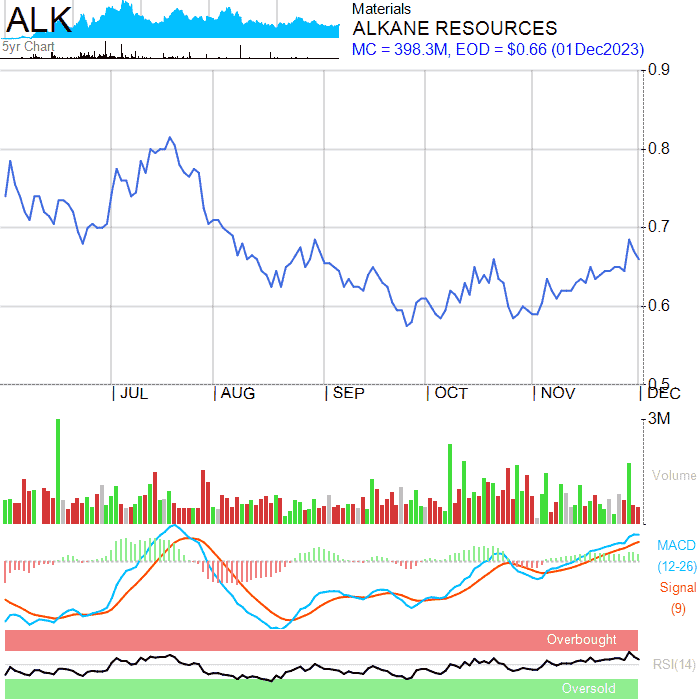 ALK
5yr Chart
Materials
ALKANE RESOURCES
MC = 398.3M, EOD = $0.66 (01Dec2023)
0.9
0.8
0.7
0.6
0.5
JUL
AUG
SEP
OCT
NOV
DEC
3M
Volume
MACD
(12-26)
Signal
(9)
Overbought
RSI(14)
Oversold